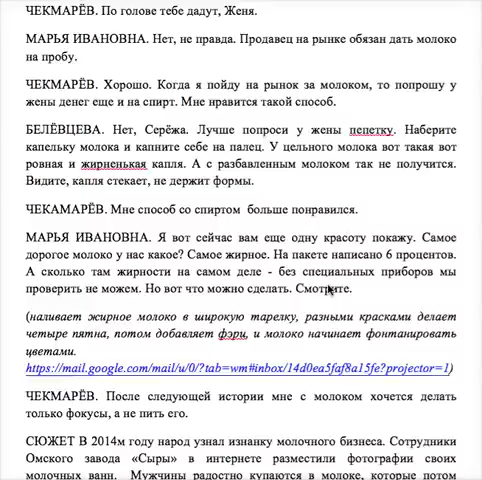 ЧЕКМАРЁВ. По голове тебе дадут, Женя.
МАРЬЯ ИВАНОВНА. Нет, не правда. Продавец на рынке обязан дать молоко
на пробу.
ЧЕКМАРЁВ. Хорошо. Когда я пойду на рынок за молоком, то попрошу у
жены денег еще и на спирт. Мне нравится такой способ.
БЕЛЁВЦЕВА. Нет, Серёжа. Лучше попроси у жены пепетку. Наберите
капельку молока и капните себе на палец. У цельного молока вот такая вот
ровная и жирненькая капля. А с разбавленным молоком так не получится.
Видите, капля стекает, не держит формы.
ЧЕКАМАРЁВ. Мне способ со спиртом больше понравился.
МАРЬЯ ИВАНОВНА. Я вот сейчас вам еще одну красоту покажу. Самое
дорогое молоко у нас какое? Самое жирное. На пакете написано 6 процентов.
А сколько там жирности на самом деле - без специальных приборов мы
проверить не можем. Но вот что можно сделать. Смотрите.
(наливает жирное молоко в широкую тарелку, разными красками делает
четыре пятна, потом добавляет фэри, и молоко начинает фонтанировать
цветами.
https://mail.google.com/mail/u/0/?tab=wm#inbox/14d0ea5faf8a15fe?projector=1)
ЧЕКМАРЁВ. После следующей истории мне с молоком хочется делать
только фокусы, а не пить его.
СЮЖЕТ В 2014м году народ узнал изнанку молочного бизнеса. Сотрудники
Омского завода «Сыры» в интернете разместили фотографии своих
молочных ванн. Мужчины радостно купаются в молоке, которые потом